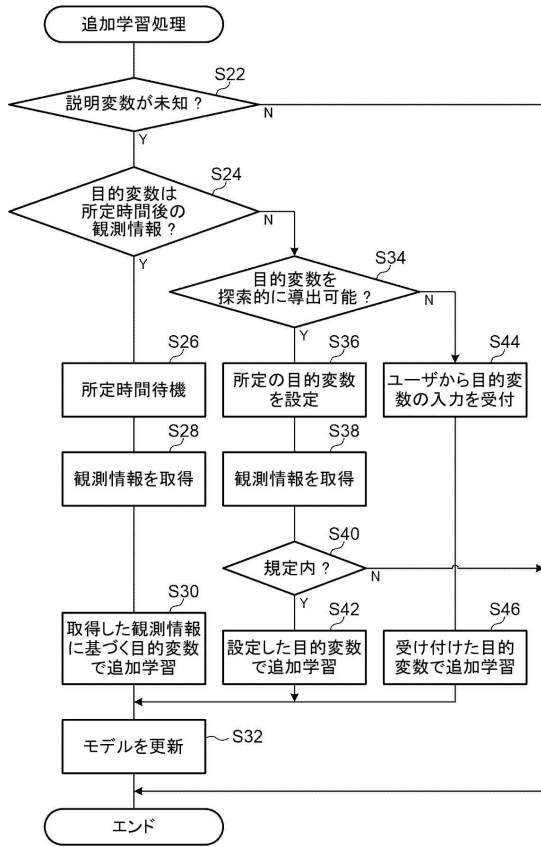 追加学習処理
S22
説明変数が未知？
N
Y
S24
目的変数は
所定時間後の
観測情報？
N
Y
S34
目的変数を
探索的に導出可能？
N
Y
S26
所定時間待機
S36
所定の目的変数
を設定
S44
ユーザから目的変
数の入力を受付
S28
観測情報を取得
S38
観測情報を取得
S40
規定内？
N
Y
S30
取得した観測情報
に基づく目的変数
で追加学習
S42
設定した目的変数
で追加学習
S46
受け付けた目的
変数で追加学習
S32
モデルを更新
エンド